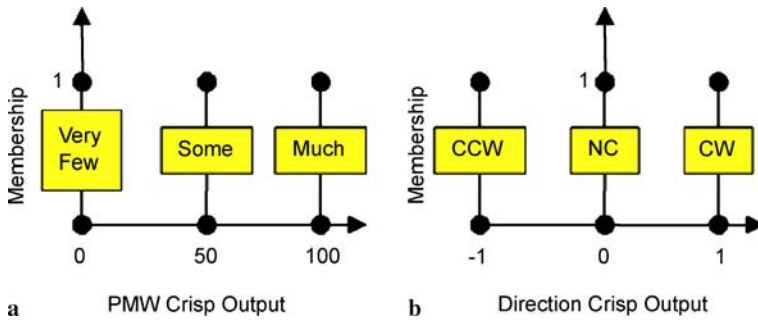 Membership
1
Very
Few
Some
Much
0
50
100
a
PMW Crisp Output
Membership
1
CCW
NC
CW
-1
0
1
b
Direction Crisp Output